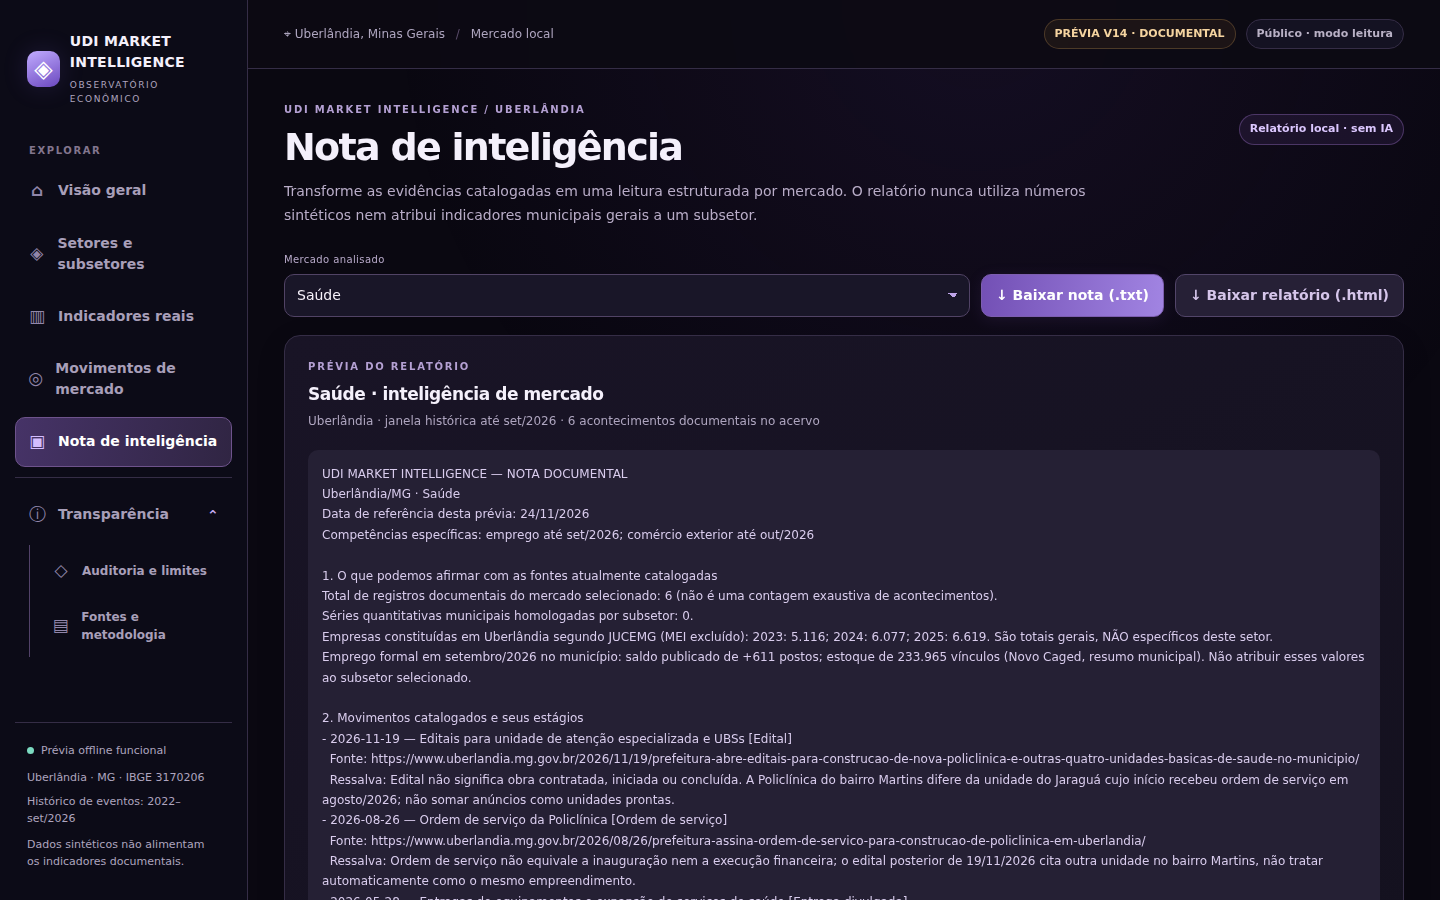 UDI MARKET
INTELLIGENCE
OBSERVATÓRIO
ECONÔMICO
EXPLORAR
Visão geral
Setores e
subsetores
Indicadores reais
Movimentos de
mercado
Nota de inteligência
Transparência
Auditoria e limites
Fontes e
metodologia
Prévia offline funcional
Uberlândia · MG · IBGE 3170206
Histórico de eventos: 2022–
set/2026
Dados sintéticos não alimentam
os indicadores documentais.
Uberlândia, Minas Gerais / Mercado local
PRÉVIA V14 · DOCUMENTAL
Público · modo leitura
UDI MARKET INTELLIGENCE / UBERLÂNDIA
Nota de inteligência
Relatório local · sem IA
Transforme as evidências catalogadas em uma leitura estruturada por mercado. O relatório nunca utiliza números
sintéticos nem atribui indicadores municipais gerais a um subsetor.
Mercado analisado
Saúde
↓ Baixar nota (.txt)
↓ Baixar relatório (.html)
PRÉVIA DO RELATÓRIO
Saúde · inteligência de mercado
Uberlândia · janela histórica até set/2026 · 6 acontecimentos documentais no acervo
UDI MARKET INTELLIGENCE — NOTA DOCUMENTAL
Uberlândia/MG · Saúde
Data de referência desta prévia: 24/11/2026
Competências específicas: emprego até set/2026; comércio exterior até out/2026
1. O que podemos afirmar com as fontes atualmente catalogadas
Total de registros documentais do mercado selecionado: 6 (não é uma contagem exaustiva de acontecimentos).
Séries quantitativas municipais homologadas por subsetor: 0.
Empresas constituídas em Uberlândia segundo JUCEMG (MEI excluído): 2023: 5.116; 2024: 6.077; 2025: 6.619. São totais gerais, NÃO específicos deste setor.
Emprego formal em setembro/2026 no município: saldo publicado de +611 postos; estoque de 233.965 vínculos (Novo Caged, resumo municipal). Não atribuir esses valores
ao subsetor selecionado.
2. Movimentos catalogados e seus estágios
- 2026-11-19 — Editais para unidade de atenção especializada e UBSs [Edital]
Fonte: https://www.uberlandia.mg.gov.br/2026/11/19/prefeitura-abre-editais-para-construcao-de-nova-policlinica-e-outras-quatro-unidades-basicas-de-saude-no-municipio/
Ressalva: Edital não significa obra contratada, iniciada ou concluída. A Policlínica do bairro Martins difere da unidade do Jaraguá cujo início recebeu ordem de serviço em
agosto/2026; não somar anúncios como unidades prontas.
- 2026-08-26 — Ordem de serviço da Policlínica [Ordem de serviço]
Fonte: https://www.uberlandia.mg.gov.br/2026/08/26/prefeitura-assina-ordem-de-servico-para-construcao-de-policlinica-em-uberlandia/
Ressalva: Ordem de serviço não equivale a inauguração nem a execução financeira; o edital posterior de 19/11/2026 cita outra unidade no bairro Martins, não tratar
automaticamente como o mesmo empreendimento.
- 2026-05-28 — Entregas de equipamentos e expansão de serviços de saúde [Entrega divulgada]